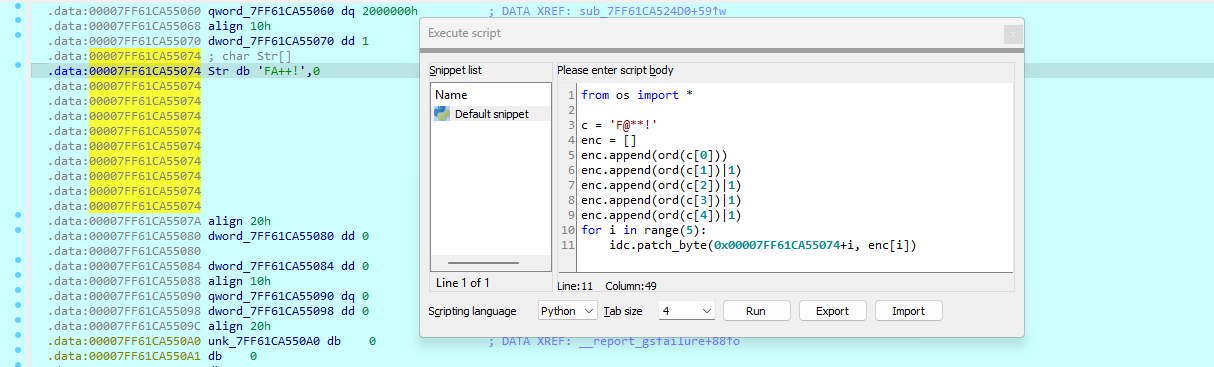 .data:00007FF61CA55060 qword_7FF61CA55060 dq 2000000h ; DATA XREF: sub_7FF61CA524D0+59↑w
.data:00007FF61CA55068 align 10h
.data:00007FF61CA55070 dword_7FF61CA55070 dd 1
.data:00007FF61CA55074 ; char Str[]
.data:00007FF61CA55074 Str db 'FA++!',0
.data:00007FF61CA55074
.data:00007FF61CA55074
.data:00007FF61CA55074
.data:00007FF61CA55074
.data:00007FF61CA55074
.data:00007FF61CA55074
.data:00007FF61CA55074
.data:00007FF61CA55074
.data:00007FF61CA55074
.data:00007FF61CA5507A align 20h
.data:00007FF61CA55080 dword_7FF61CA55080 dd 0
.data:00007FF61CA55080
.data:00007FF61CA55084 dword_7FF61CA55084 dd 0
.data:00007FF61CA55088 align 10h
.data:00007FF61CA55090 qword_7FF61CA55090 dq 0
.data:00007FF61CA55098 dword_7FF61CA55098 dd 0
.data:00007FF61CA5509C align 20h
.data:00007FF61CA550A0 unk_7FF61CA550A0 db 0 ; DATA XREF: __report_gsfailure+88↑o
.data:00007FF61CA550A1 db 0
Execute script
x
Snippet list
Name
Default snippet
Line 1 of 1
Please enter script body
1 from os import *
2
3 c = 'F@**!'
4 enc = []
5 enc.append(ord(c[0]))
6 enc.append(ord(c[1])|1)
7 enc.append(ord(c[2])|1)
8 enc.append(ord(c[3])|1)
9 enc.append(ord(c[4])|1)
10 for i in range(5):
11 idc.patch_byte(0x00007FF61CA55074+i, enc[i])
Line:11 Column:49
Scripting language Python Tab size 4 Run Export Import